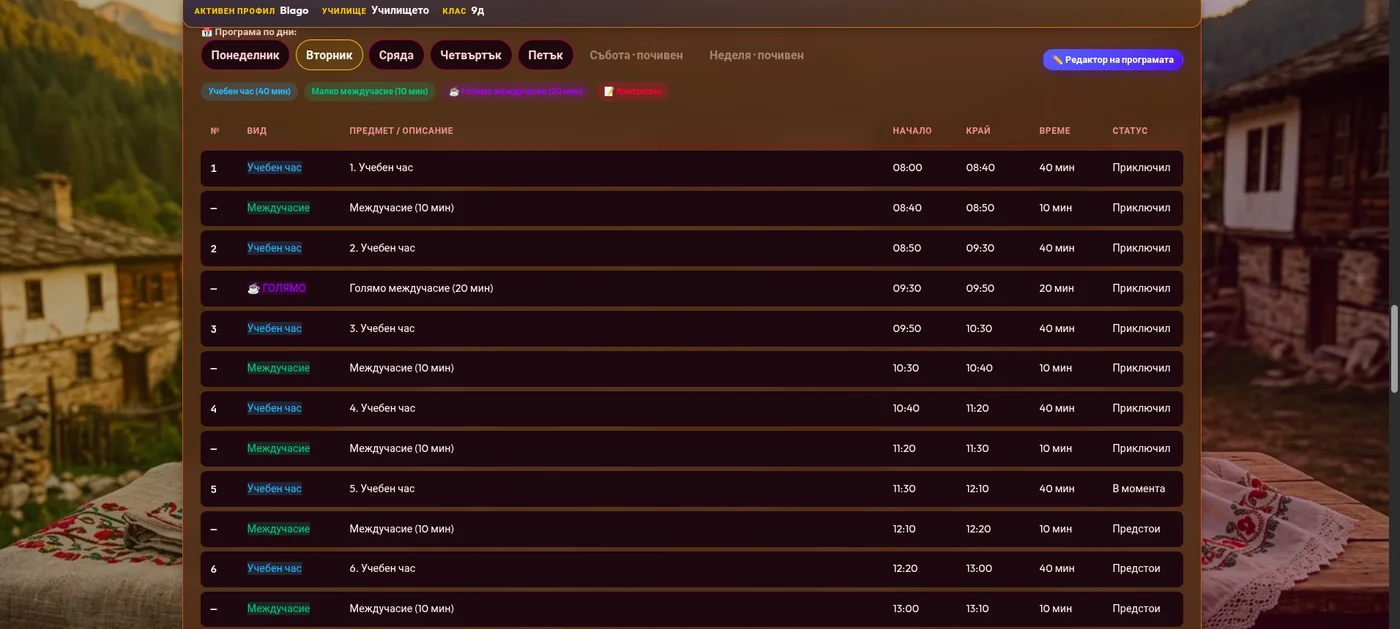 АКТИВЕН ПРОФИЛ Blago УЧИЛИЩЕ Училището КЛАС 9д
📅 Програма по дни:
Понеделник Вторник Сряда Четвъртък Петък Събота · почивен Неделя · почивен ✏️ Редактор на програмата
Учебен час (40 мин) Малко междучасие (10 мин) ☕ Голямо междучасие (20 мин) 📝 Контролно
№ ВИД ПРЕДМЕТ / ОПИСАНИЕ НАЧАЛО КРАЙ ВРЕМЕ СТАТУС
1 Учебен час 1. Учебен час 08:00 08:40 40 мин Приключил
– Междучасие Междучасие (10 мин) 08:40 08:50 10 мин Приключил
2 Учебен час 2. Учебен час 08:50 09:30 40 мин Приключил
– ☕ ГОЛЯМО Голямо междучасие (20 мин) 09:30 09:50 20 мин Приключил
3 Учебен час 3. Учебен час 09:50 10:30 40 мин Приключил
– Междучасие Междучасие (10 мин) 10:30 10:40 10 мин Приключил
4 Учебен час 4. Учебен час 10:40 11:20 40 мин Приключил
– Междучасие Междучасие (10 мин) 11:20 11:30 10 мин Приключил
5 Учебен час 5. Учебен час 11:30 12:10 40 мин В момента
– Междучасие Междучасие (10 мин) 12:10 12:20 10 мин Предстои
6 Учебен час 6. Учебен час 12:20 13:00 40 мин Предстои
– Междучасие Междучасие (10 мин) 13:00 13:10 10 мин Предстои